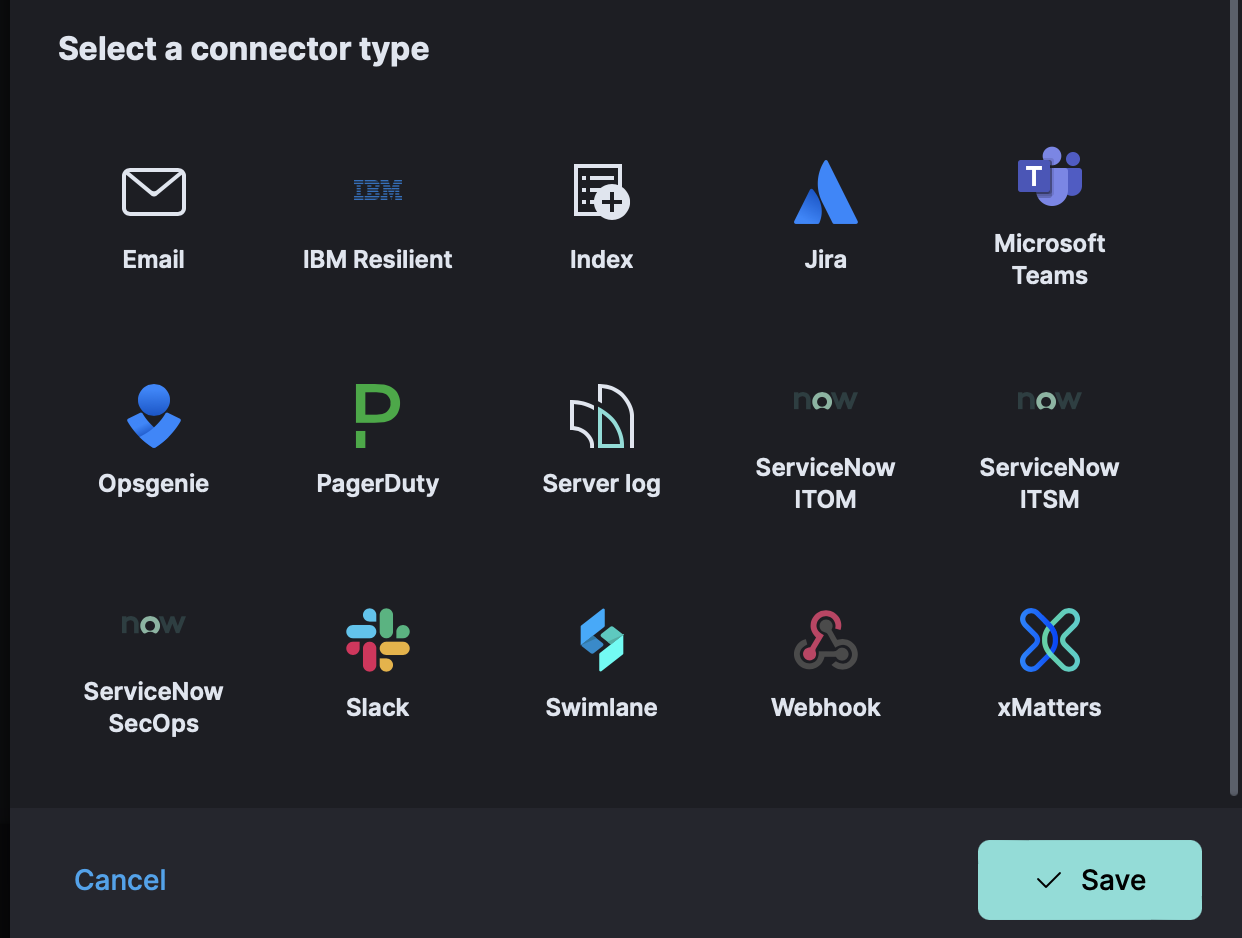 Select a connector type
IBM
T
Email
IBM Resilient
Index
Jira
Microsoft
Teams
P
now
now
Opsgenie
PagerDuty
Server log
ServiceNow
ITOM
ServiceNow
ITSM
now
ServiceNow
SecOps
Slack
Swimlane
Webhook
xMatters
Cancel
Save